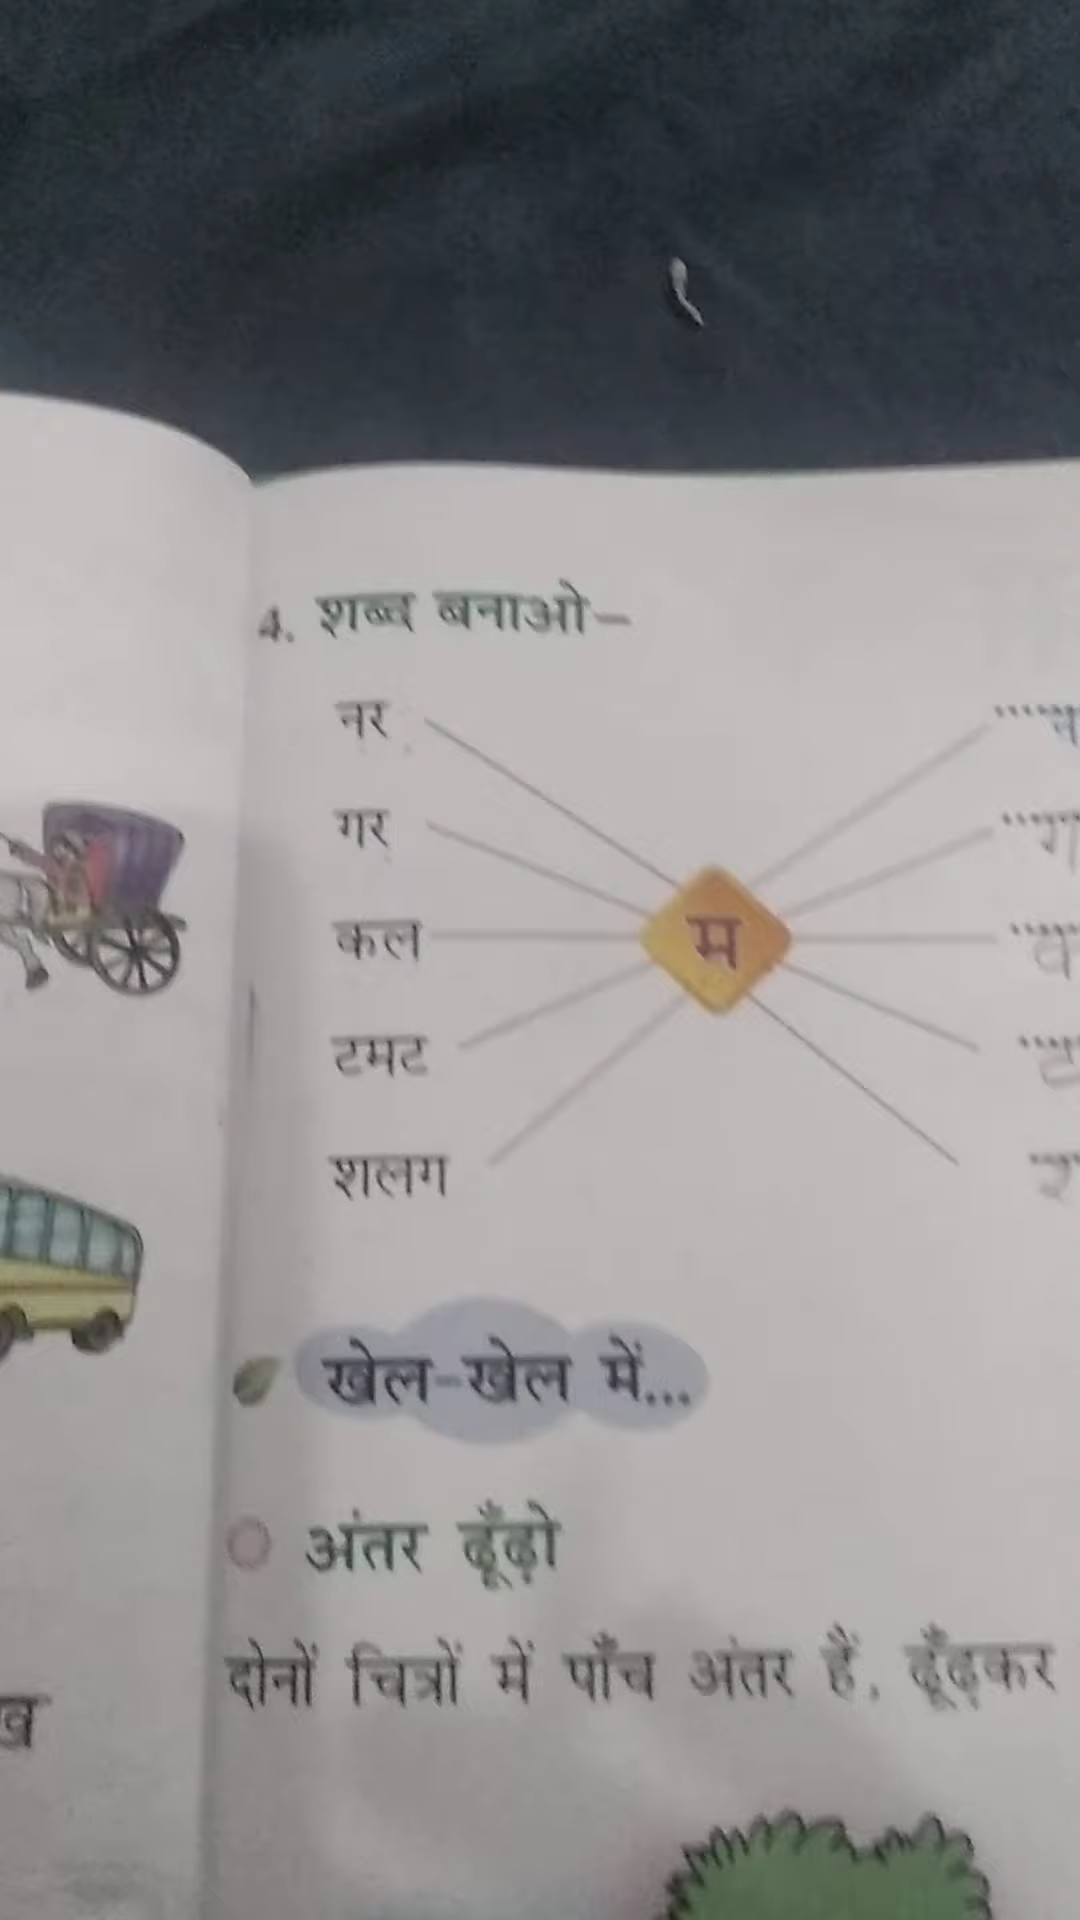 4. शब्द बनाओ–
नर
गर
कल
म
टमट
शलग
खेल-खेल में...
अंतर ढूँढ़ो
दोनों चित्रों में पाँच अंतर हैं, ढूँढ़कर
ख